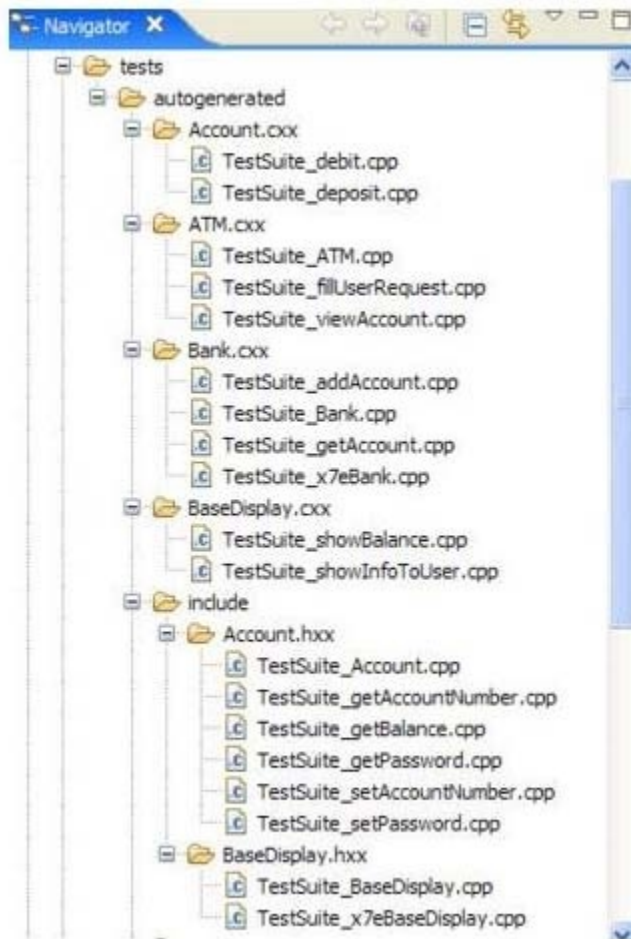 Navigator
tests
autogenerated
Account.cxx
TestSuite_debit.cpp
TestSuite_deposit.cpp
ATM.cxx
TestSuite_ATM.cpp
TestSuite_fillUserRequest.cpp
TestSuite_viewAccount.cpp
Bank.cxx
TestSuite_addAccount.cpp
TestSuite_Bank.cpp
TestSuite_getAccount.cpp
TestSuite_x7eBank.cpp
BaseDisplay.cxx
TestSuite_showBalance.cpp
TestSuite_showInfoToUser.cpp
include
Account.hxx
TestSuite_Account.cpp
TestSuite_getAccountNumber.cpp
TestSuite_getBalance.cpp
TestSuite_getPassword.cpp
TestSuite_setAccountNumber.cpp
TestSuite_setPassword.cpp
BaseDisplay.hxx
TestSuite_BaseDisplay.cpp
TestSuite_x7eBaseDisplay.cpp